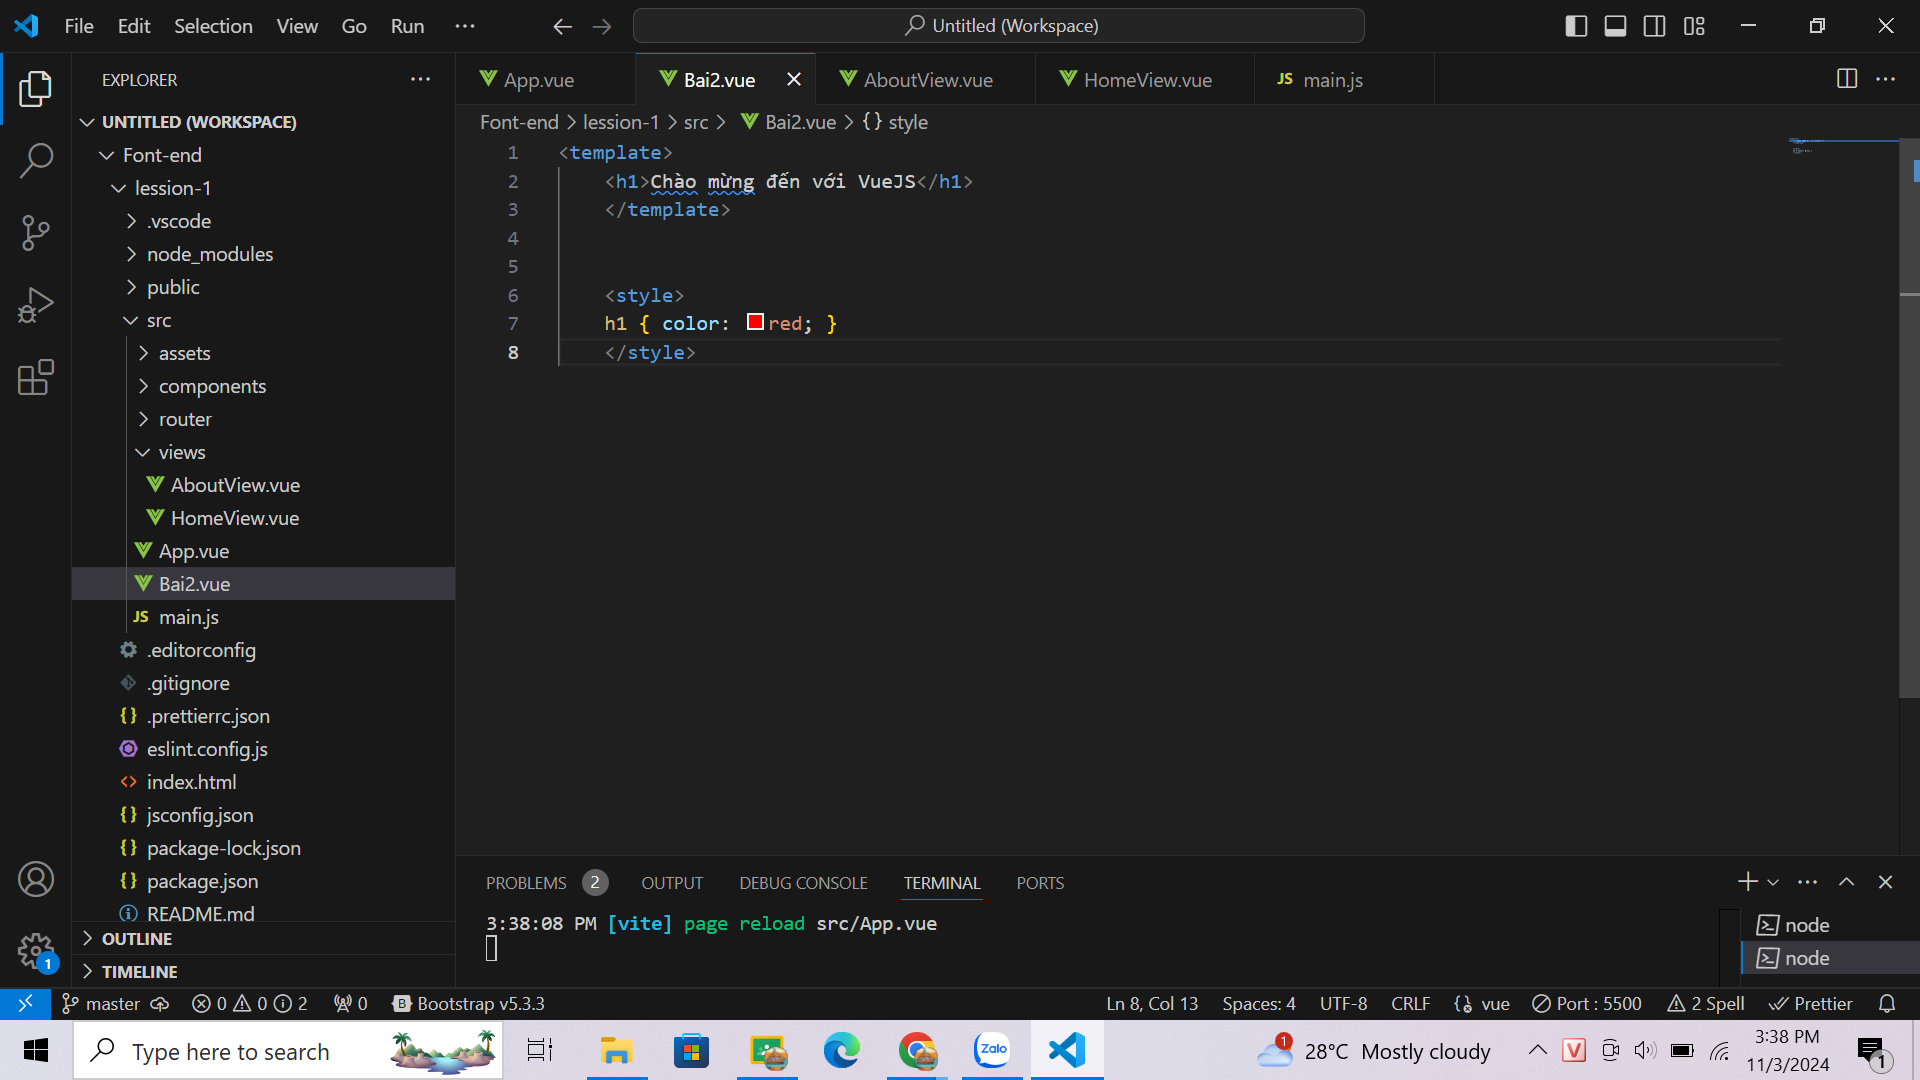 File Edit Selection View Go Run ··· Untitled (Workspace)
EXPLORER ···
UNTITLED (WORKSPACE)
Font-end
lession-1
.vscode
node_modules
public
src
assets
components
router
views
AboutView.vue
HomeView.vue
App.vue
Bai2.vue
JS main.js
.editorconfig
.gitignore
{} .prettierrc.json
eslint.config.js
<> index.html
{} jsconfig.json
{} package-lock.json
{} package.json
README.md
OUTLINE
TIMELINE
App.vue Bai2.vue AboutView.vue HomeView.vue JS main.js ···
Font-end > lession-1 > src > Bai2.vue > {} style
1 <template>
2 <h1>Chào mừng đến với VueJS</h1>
3 </template>
4
5
6 <style>
7 h1 { color: red; }
8 </style>
PROBLEMS 2 OUTPUT DEBUG CONSOLE TERMINAL PORTS
3:38:08 PM [vite] page reload src/App.vue
node
node
1
master 0 0 2 0 B Bootstrap v5.3.3 Ln 8, Col 13 Spaces: 4 UTF-8 CRLF vue Port : 5500 2 Spell Prettier
Type here to search Zalo 1 28°C Mostly cloudy V 3:38 PM
11/3/2024 1